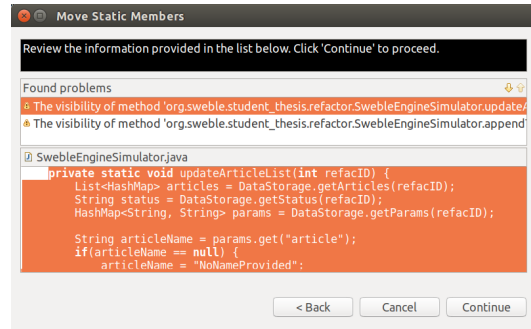 Move Static Members
Review the information provided in the list below. Click 'Continue' to proceed.
Found problems
The visibility of method 'org.sweble.student_thesis.refactor.SwebleEngineSimulator.updateA
The visibility of method 'org.sweble.student_thesis.refactor.SwebleEngineSimulator.append
SwebleEngineSimulator.java
private static void updateArticleList(int refacID) {
List<HashMap> articles = DataStorage.getArticles(refacID);
String status = DataStorage.getStatus(refacID);
HashMap<String, String> params = DataStorage.getParams(refacID);
String articleName = params.get("article");
if(articleName == null) {
articleName = "NoNameProvided";
< Back
Cancel
Continue